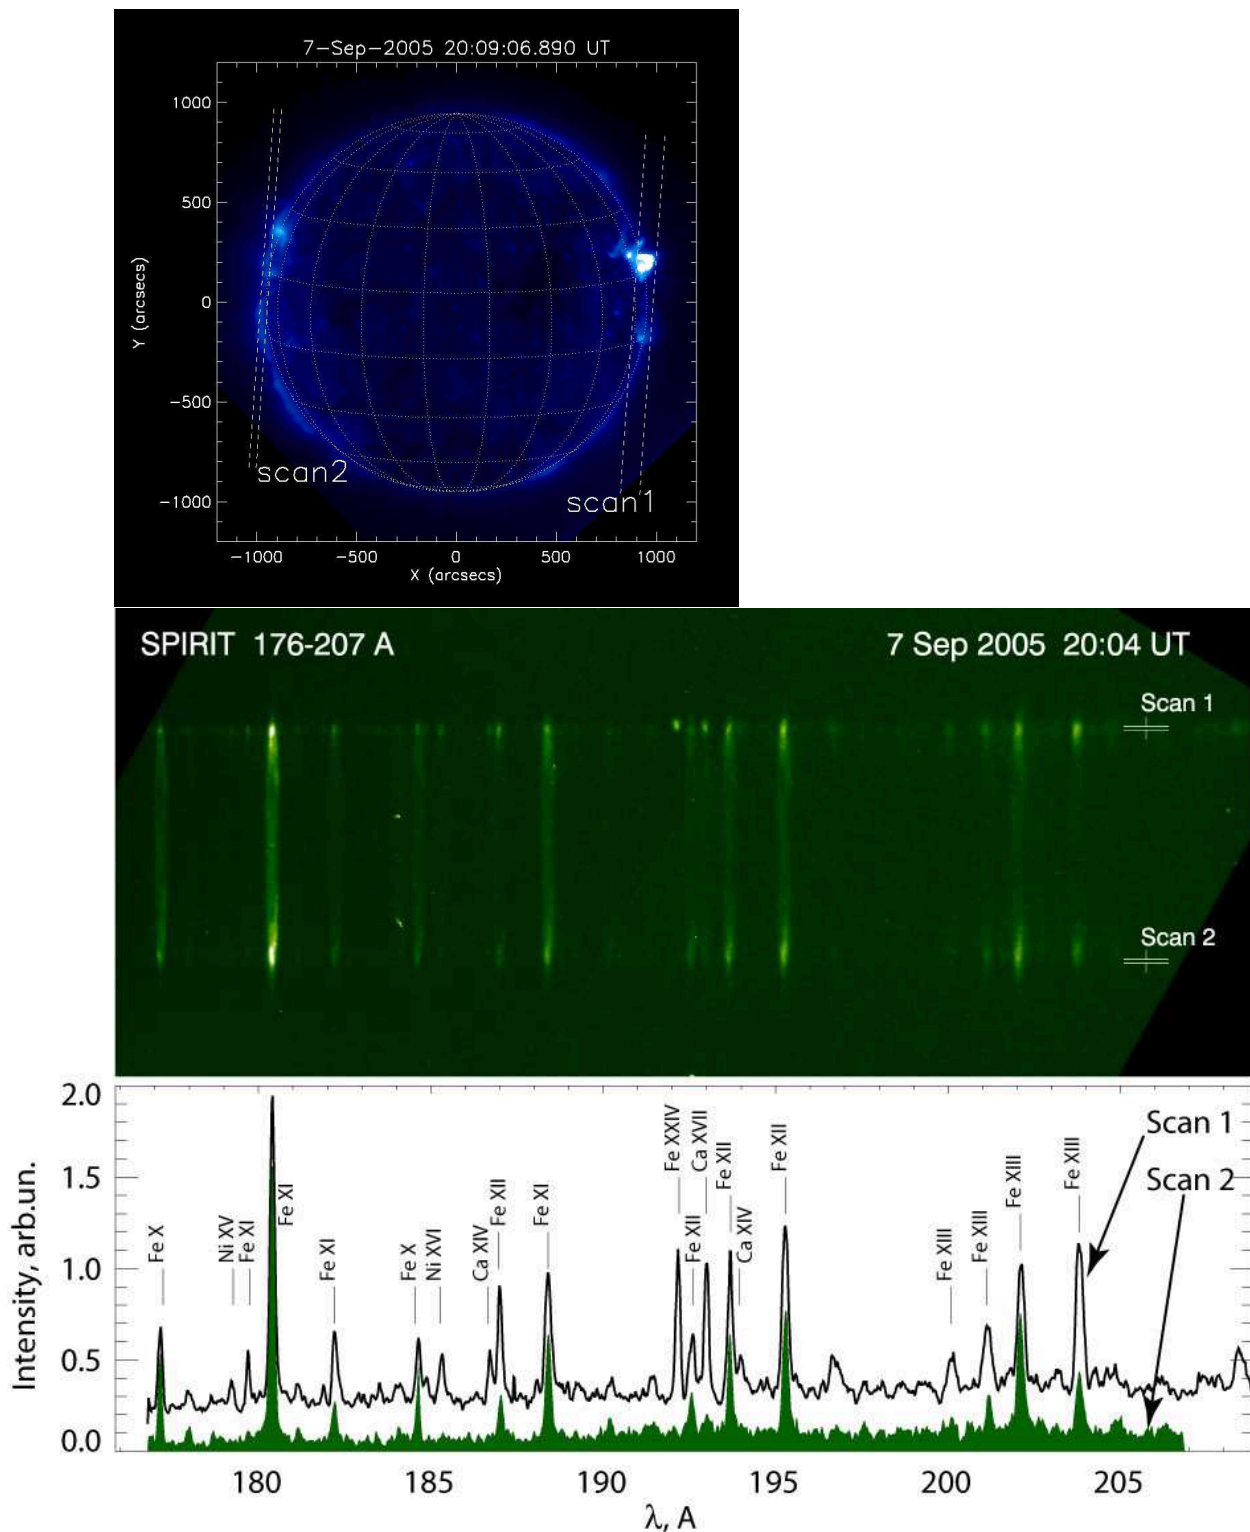 7-Sep-2005 20:09:06.890 UT
1000
500
0
-500
-1000
Y (arcsecs)
scan2
scan1
-1000 -500 0 500 1000
X (arcsecs)
SPIRIT 176-207 A 7 Sep 2005 20:04 UT
Scan 1
Scan 2
2.0
1.5
1.0
0.5
0.0
Intensity, arb.un.
Fe X
Ni XV
Fe XI
Fe XI
Fe XI
Fe X
Ni XVI
Ca XIV
Fe XII
Fe XI
Fe XXIV
Fe XII
Ca XVII
Fe XII
Ca XIV
Fe XII
Fe XIII
Fe XIII
Fe XIII
Fe XIII
Scan 1
Scan 2
180 185 190 195 200 205
λ, A